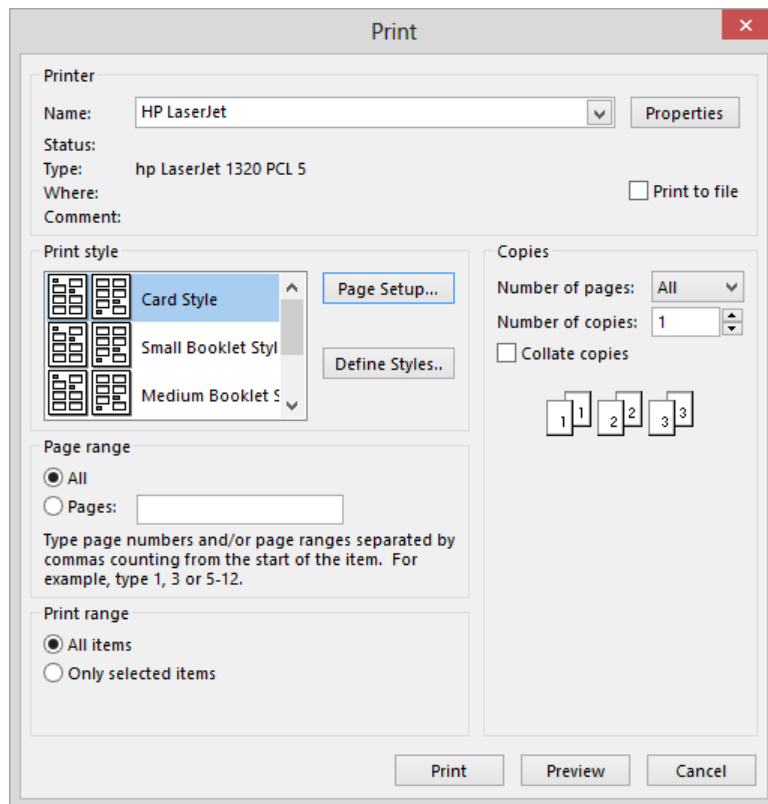 Print
Printer
Name: HP LaserJet Properties
Status:
Type: hp LaserJet 1320 PCL 5
Where: Print to file
Comment:
Print style
Card Style
Small Booklet Styl
Medium Booklet S
Page Setup...
Define Styles..
Copies
Number of pages: All
Number of copies: 1
Collate copies
1 1 2 2 3 3
Page range
All
Pages:
Type page numbers and/or page ranges separated by
commas counting from the start of the item. For
example, type 1, 3 or 5-12.
Print range
All items
Only selected items
Print Preview Cancel